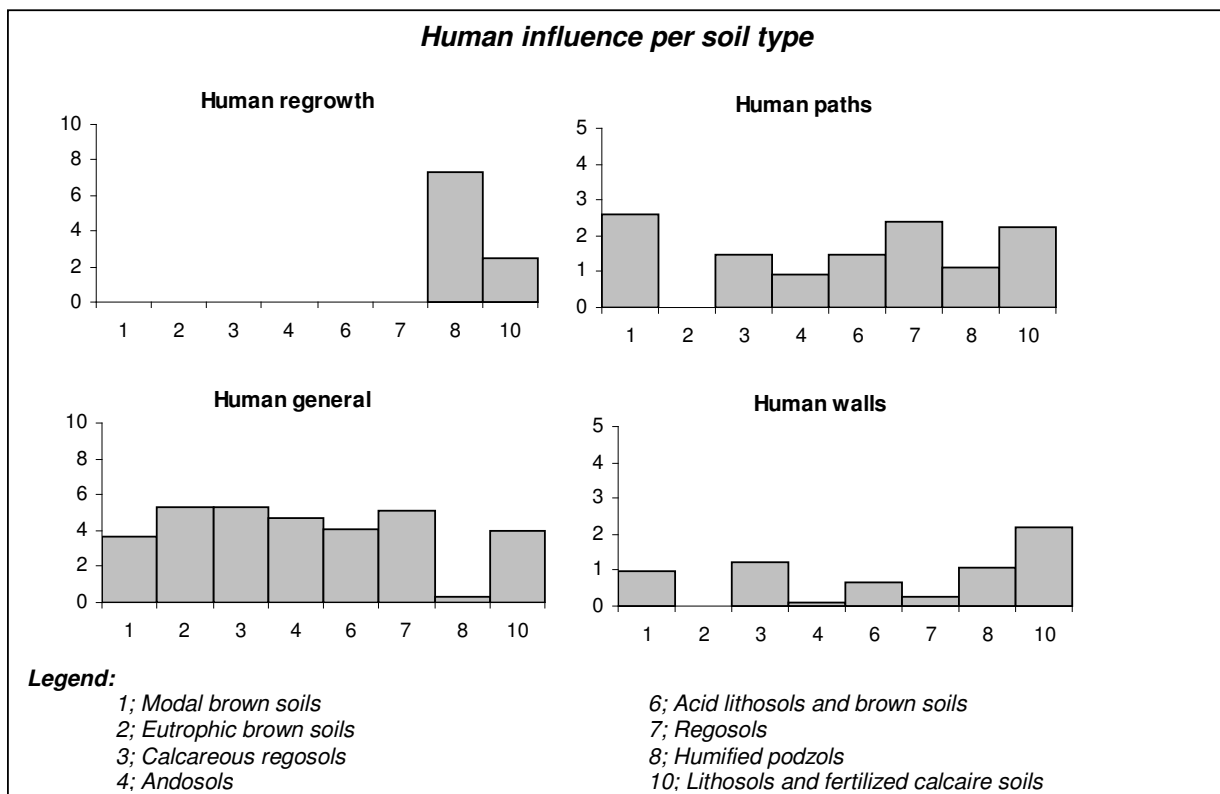 Human influence per soil type
Human regrowth
10
8
6
4
2
0
1 2 3 4 6 7 8 10
Human paths
5
4
3
2
1
0
1 2 3 4 6 7 8 10
Human general
10
8
6
4
2
0
1 2 3 4 6 7 8 10
Human walls
5
4
3
2
1
0
1 2 3 4 6 7 8 10
Legend:
1; Modal brown soils
2; Eutrophic brown soils
3; Calcareous regosols
4; Andosols
6; Acid lithosols and brown soils
7; Regosols
8; Humified podzols
10; Lithosols and fertilized calcaire soils